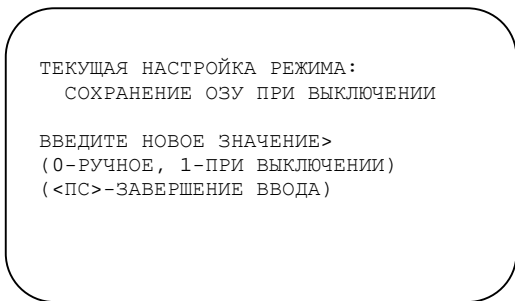 ТЕКУЩАЯ НАСТРОЙКА РЕЖИМА:
СОХРАНЕНИЕ ОЗУ ПРИ ВЫКЛЮЧЕНИИ
ВВЕДИТЕ НОВОЕ ЗНАЧЕНИЕ>
(0-РУЧНОЕ, 1-ПРИ ВЫКЛЮЧЕНИИ)
(<ПС>-ЗАВЕРШЕНИЕ ВВОДА)